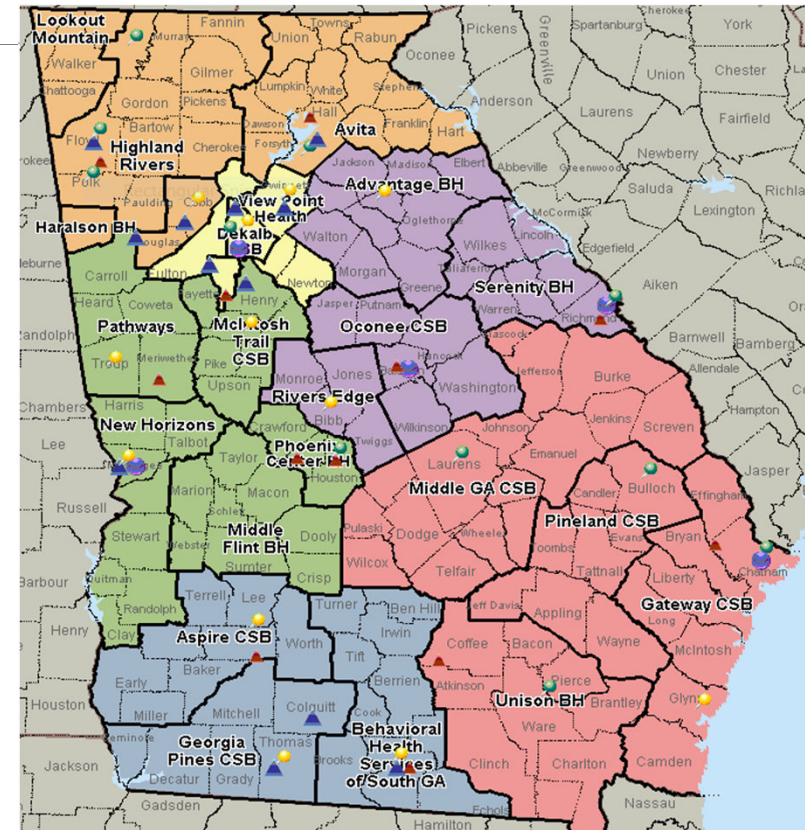 Lookout
Mountain
Fannin
Towns
Union
Rabun
Oconee
Pickens
Greenville
Spartanburg
Cherokee
York
Walker
Murray
Gilmer
Union
Chester
Chattooga
Gordon
Pickens
Lumpkin
White
Stephens
Anderson
Laurens
Fairfield
Floyd
Bartow
Cherokee
Dawson
Hall
Forsyth
Avita
Franklin
Hart
Highland
Rivers
Polk
Newberry
Abbeville
Greenwood
Saluda
Richla
Jackson
Madison
Elbert
Advantage BH
Paulding
Cobb
Gwinnett
View Point
Health
Haralson BH
Douglas
Dekalb
CSB
Oglethorpe
McCormick
Lexington
Edgefield
Walton
Wilkes
Lincoln
Fulton
Newton
Morgan
Greene
Taliaferro
Serenity BH
Aiken
Carroll
Heard
Coweta
Fayette
Henry
Jasper
Putnam
Warren
Richmond
Pathways
McIntosh
Trail
CSB
Oconee CSB
Hancock
Glascock
Barnwell
Bamberg
Allendale
Troup
Meriwether
Pike
Upson
Monroe
Jones
Baldwin
Washington
Jefferson
Burke
Chambers
Harris
Rivers Edge
Bibb
Hampton
New Horizons
Talbot
Crawford
Twiggs
Wilkinson
Johnson
Jenkins
Screven
Lee
Taylor
Phoenix
Center BH
Houston
Laurens
Emanuel
Jasper
Russell
Marion
Macon
Middle GA CSB
Candler
Bulloch
Effingham
Stewart
Schley
Webster
Middle
Flint BH
Dooly
Pulaski
Dodge
Wheeler
Pineland CSB
Evans
Toombs
Bryan
Sumter
Crisp
Wilcox
Telfair
Tattnall
Liberty
Chatham
Barbour
Quitman
Randolph
Clay
Terrell
Lee
Turner
Ben Hill
Jeff Davis
Appling
Gateway CSB
Long
Henry
Aspire CSB
Worth
Irwin
Tift
Coffee
Bacon
Wayne
McIntosh
Early
Baker
Berrien
Atkinson
Pierce
Unison BH
Brantley
Glynn
Houston
Miller
Mitchell
Colquitt
Cook
Ware
Seminole
Georgia
Pines CSB
Thomas
Brooks
Behavioral
Health
Services
of South GA
Clinch
Charlton
Camden
Jackson
Decatur
Grady
Echols
Gadsden
Hamilton
Nassau